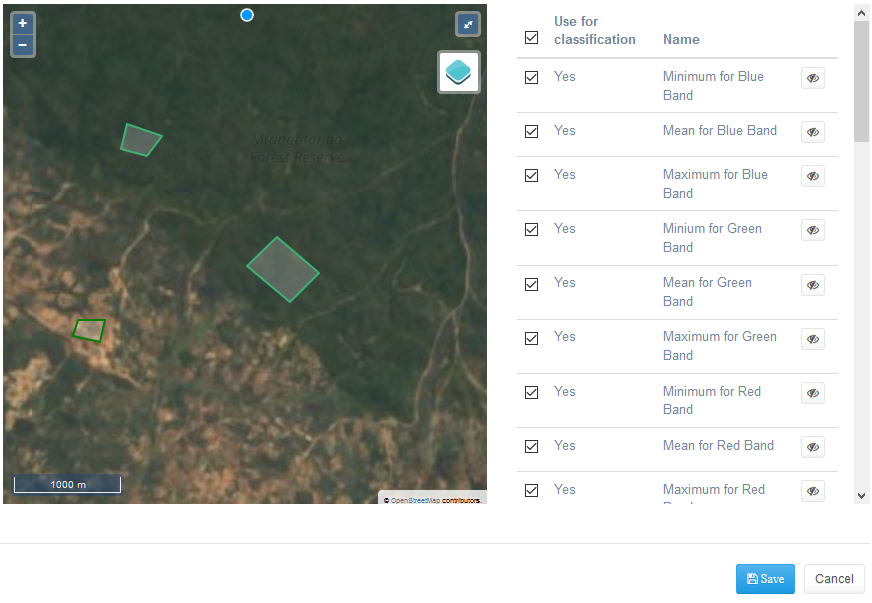 +
−
Mtanantanga
Forest Reserve
1000 m
© OpenStreetMap contributors.
Use for
classification
Name
Yes
Minimum for Blue
Band
Yes
Mean for Blue Band
Yes
Maximum for Blue
Band
Yes
Minium for Green
Band
Yes
Mean for Green
Band
Yes
Maximum for Green
Band
Yes
Minimum for Red
Band
Yes
Mean for Red Band
Yes
Maximum for Red
Save
Cancel